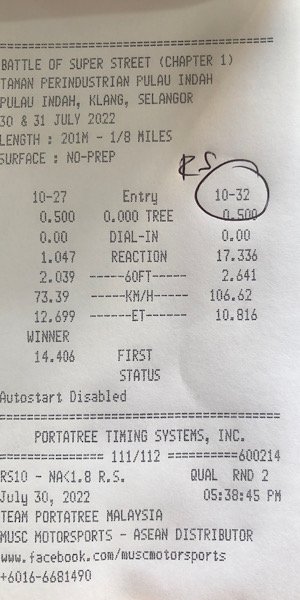 BATTLE OF SUPER STREET (CHAPTER 1)
TAMAN PERINDUSTRIAN PULAU INDAH
PULAU INDAH, KLANG, SELANGOR
30 & 31 JULY 2022
LENGTH : 201M - 1/8 MILES
SURFACE : NO-PREP
RS
10-27 Entry 10-32
0.500 0.000 TREE 0.500
0.00 DIAL-IN 0.00
1.047 REACTION 17.336
2.039 ------60FT------ 2.641
73.39 ------KM/H------ 106.62
12.699 ------ET------ 10.816
WINNER
14.406 FIRST
STATUS
Autostart Disabled
PORTATREE TIMING SYSTEMS, INC.
================ 111/112 ==========600214
RS10 - NA<1.8 R.S. QUAL RND 2
July 30, 2022 05:38:45 PM
TEAM PORTATREE MALAYSIA
MUSC MOTORSPORTS - ASEAN DISTRIBUTOR
www.facebook.com/muscmotorsports
+6016-6681490